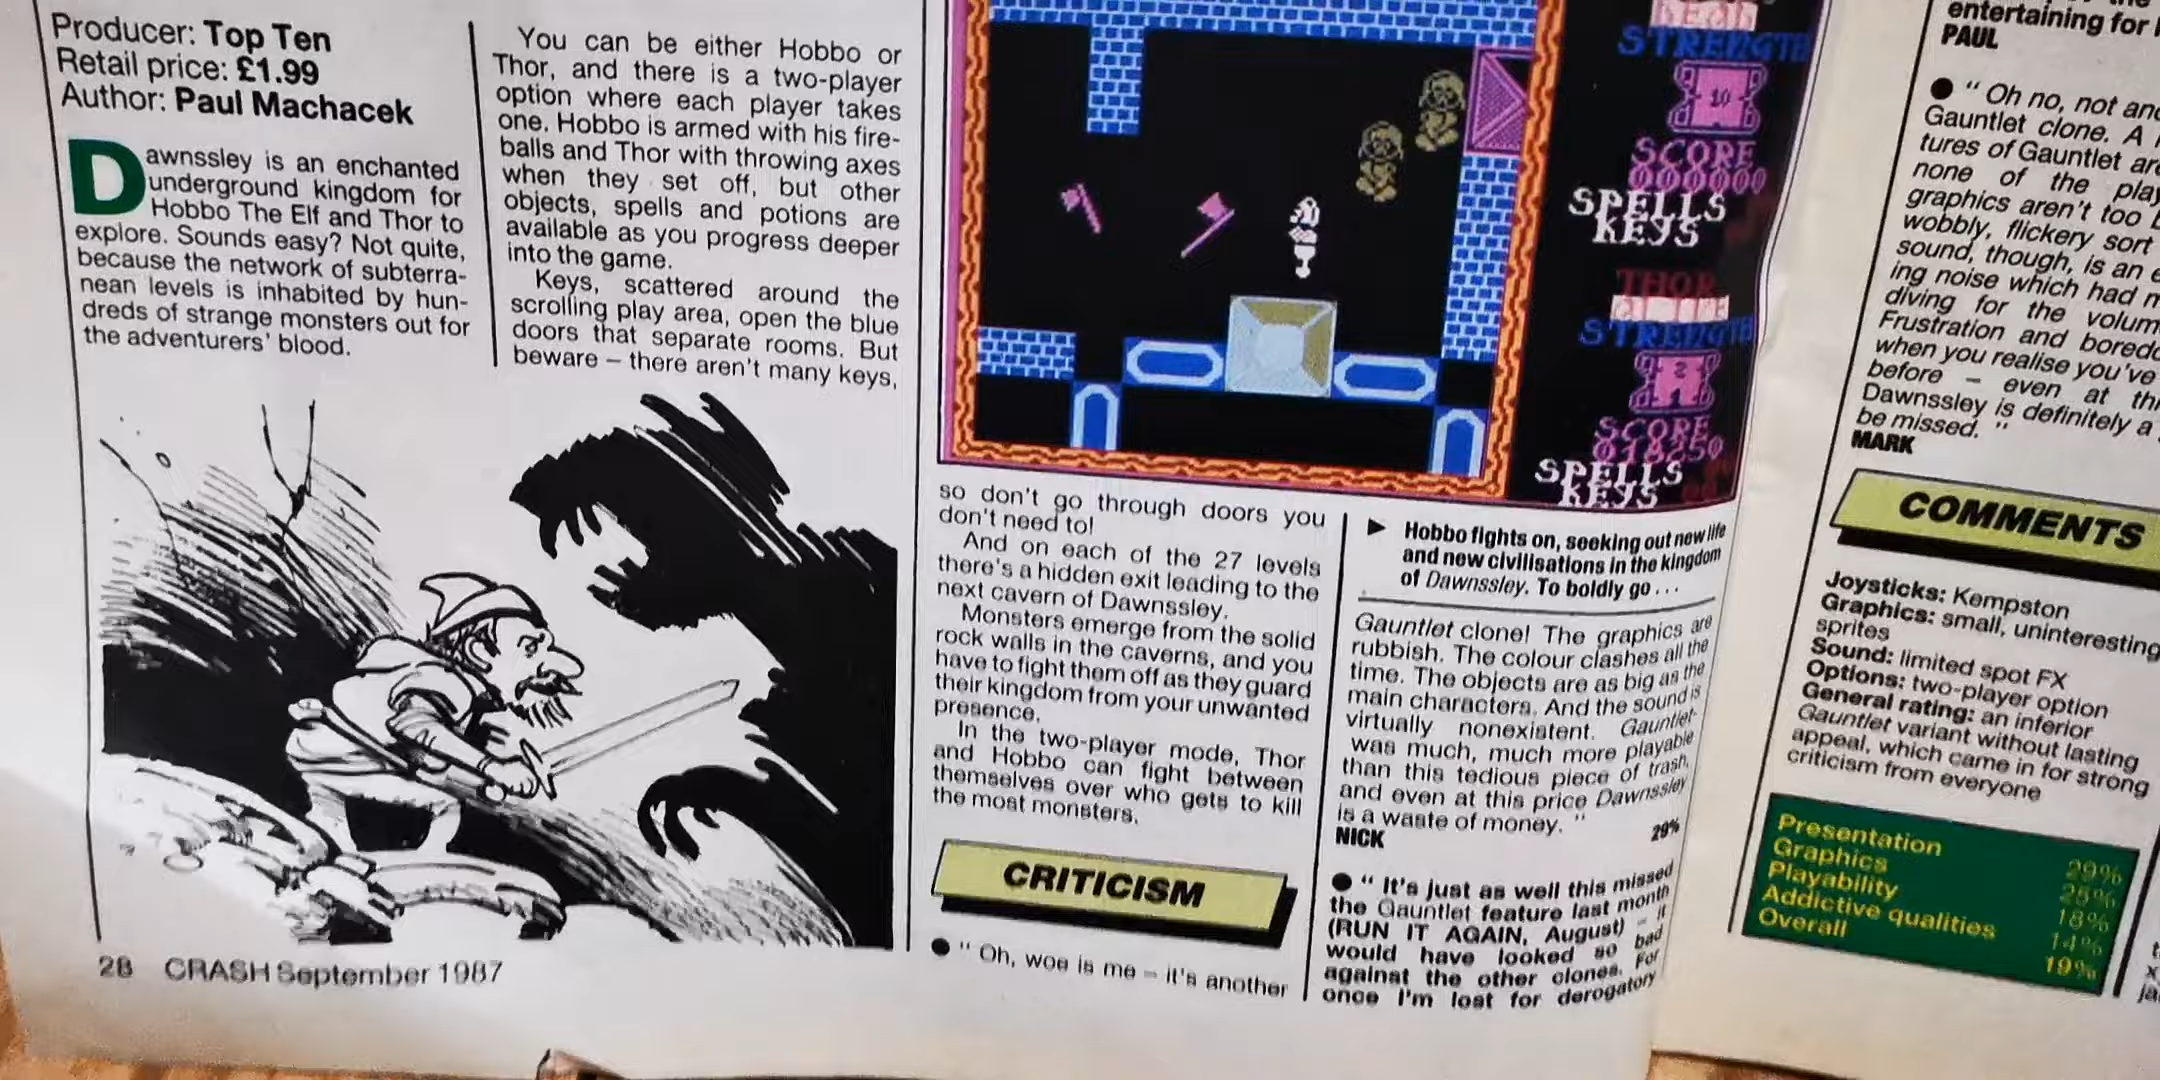 Producer: Top Ten
Retail price: £1.99
Author: Paul Machacek
Dawnssley is an enchanted
underground kingdom for
Hobbo The Elf and Thor to
explore. Sounds easy? Not quite,
because the network of subterra-
nean levels is inhabited by hun-
dreds of strange monsters out for
the adventurers' blood.
You can be either Hobbo or
Thor, and there is a two-player
option where each player takes
one. Hobbo is armed with his fire-
balls and Thor with throwing axes
when they set off, but other
objects, spells and potions are
available as you progress deeper
into the game.
Keys, scattered around the
scrolling play area, open the blue
doors that separate rooms. But
beware – there aren't many keys,
STRENGTH
10
SCORE
000000
SPELLS
KEYS
THOR
STRENGTH
SCORE
018250
SPELLS
KEYS
so don't go through doors you
don't need to!
And on each of the 27 levels
there's a hidden exit leading to the
next cavern of Dawnssley.
Monsters emerge from the solid
rock walls in the caverns, and you
have to fight them off as they guard
their kingdom from your unwanted
presence.
In the two-player mode, Thor
and Hobbo can fight between
themselves over who gets to kill
the most monsters.
CRITICISM
● “ Oh, woe is me – it's another
► Hobbo fights on, seeking out new life
and new civilisations in the kingdom
of Dawnssley. To boldly go . . .
Gauntlet clone! The graphics are
rubbish. The colour clashes all the
time. The objects are as big as the
main characters. And the sound is
virtually nonexistent. Gauntlet
was much, much more playable
than this tedious piece of trash,
and even at this price Dawnssley
is a waste of money. ”
NICK 29%
● “ It's just as well this missed
the Gauntlet feature last month
(RUN IT AGAIN, August) – it
would have looked so bad
against the other clones. For
once I'm lost for derogatory
entertaining for
PAUL
● “ Oh no, not
Gauntlet clone. A
tures of Gauntlet
none of the
graphics aren't too
wobbly, flickery sort
sound, though, is an
ing noise which had
diving for the
Frustration and
when you realise you've
before – even at
Dawnssley is definitely a
be missed. ”
MARK
COMMENTS
Joysticks: Kempston
Graphics: small, uninteresting
sprites
Sound: limited spot FX
Options: two-player option
General rating: an inferior
Gauntlet variant without lasting
appeal, which came in for strong
criticism from everyone
Presentation 29%
Graphics 25%
Playability 18%
Addictive qualities 14%
Overall 19%
28 CRASH September 1987